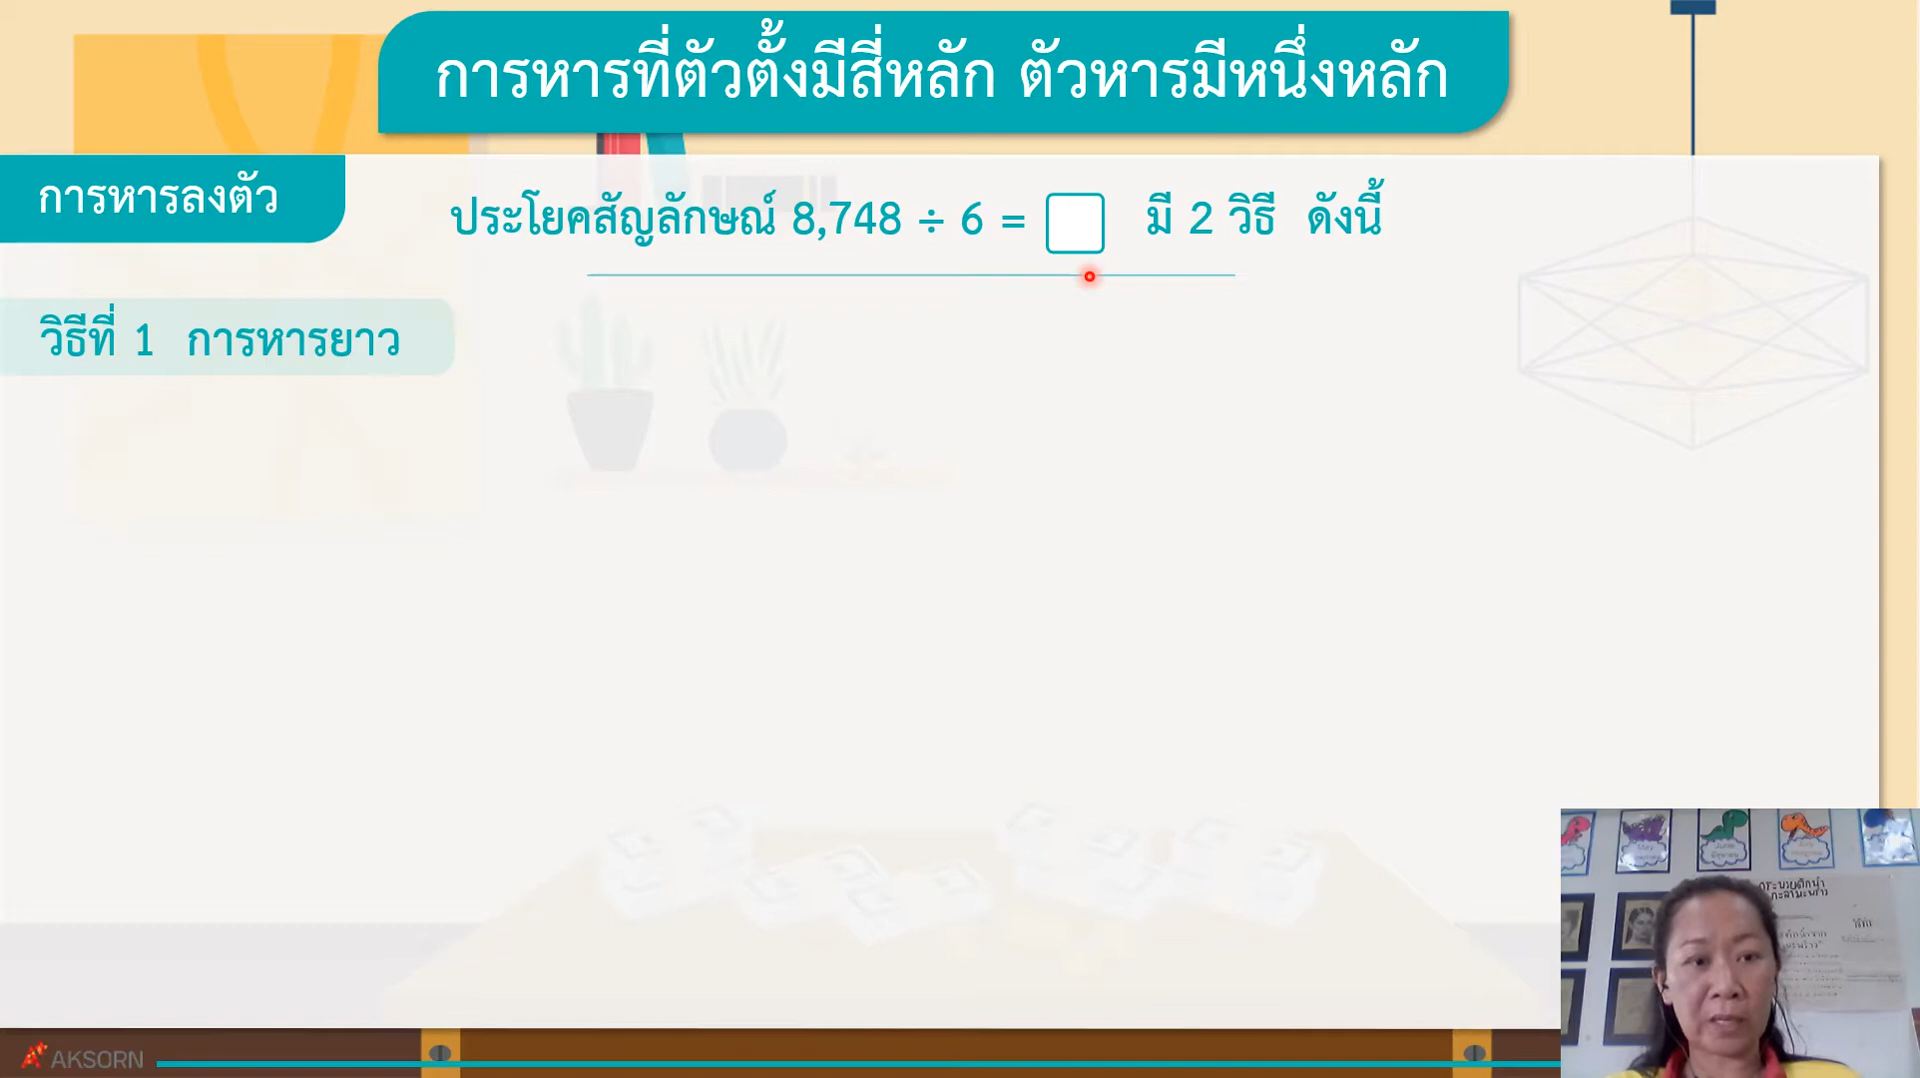 การหารที่ตัวตั้งมีสี่หลัก ตัวหารมีหนึ่งหลัก
การหารลงตัว
ประโยคสัญลักษณ์ 8,748 ÷ 6 = มี 2 วิธี ดังนี้
วิธีที่ 1 การหารยาว
AKSORN